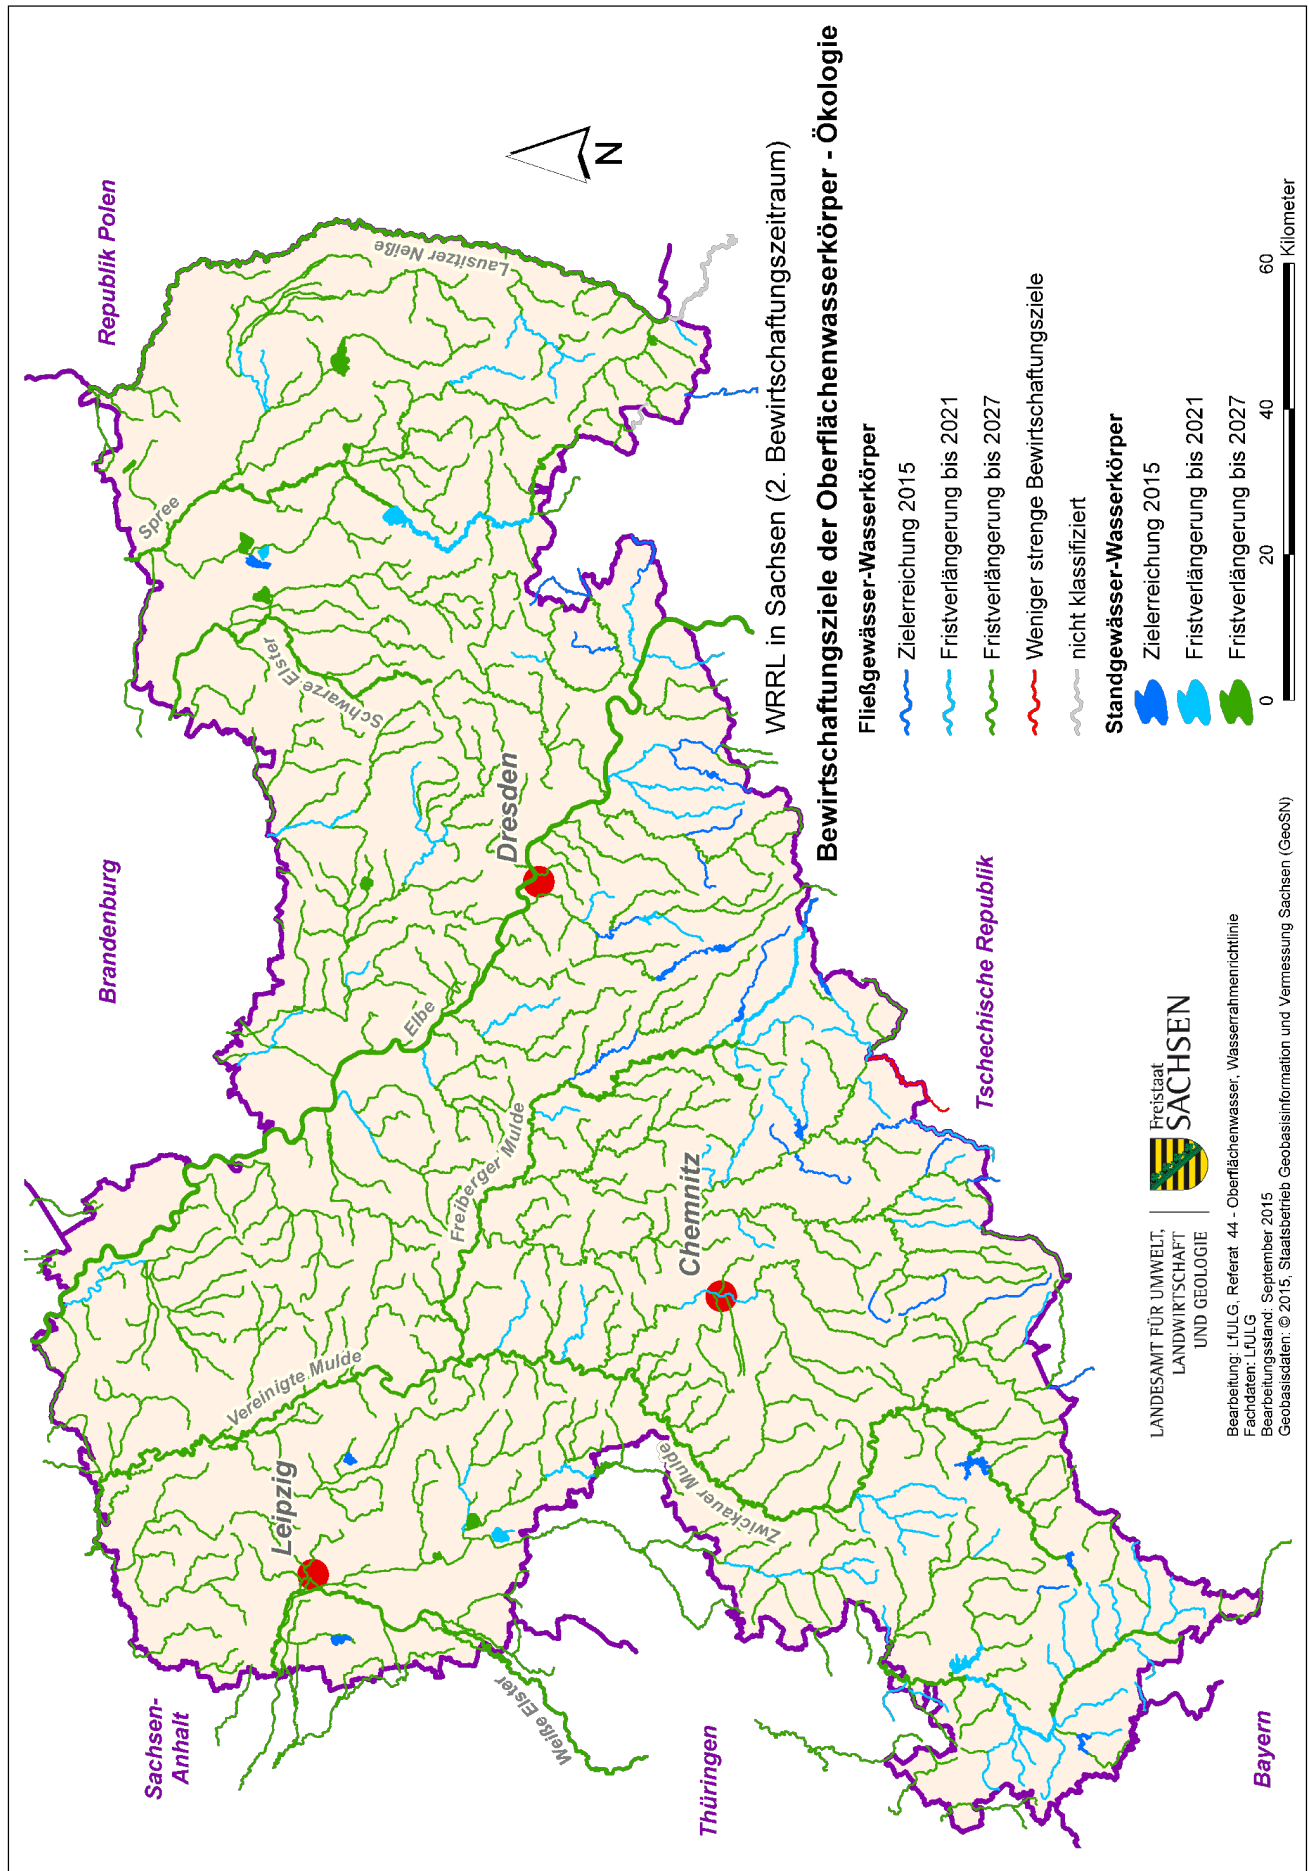 WRRL in Sachsen (2. Bewirtschaftungszeitraum)
Bewirtschaftungsziele der Oberflächenwasserkörper - Ökologie
Fließgewässer-Wasserkörper
Zielerreichung 2015
Fristverlängerung bis 2021
Fristverlängerung bis 2027
Weniger strenge Bewirtschaftungsziele
nicht klassifiziert
Standgewässer-Wasserkörper
Zielerreichung 2015
Fristverlängerung bis 2021
Fristverlängerung bis 2027
0 20 40 60
Kilometer
N
Sachsen-
Anhalt
Brandenburg
Republik Polen
Thüringen
Bayern
Tschechische Republik
Leipzig
Chemnitz
Dresden
Weiße Elster
Vereinigte Mulde
Zwickauer Mulde
Freiberger Mulde
Elbe
Schwarze Elster
Spree
Lausitzer Neiße
LANDESAMT FÜR UMWELT,
LANDWIRTSCHAFT
UND GEOLOGIE
Freistaat
SACHSEN
Bearbeitung: LfULG, Referat 44 - Oberflächenwasser, Wasserrahmenrichtlinie
Fachdaten: LfULG
Bearbeitungsstand: September 2015
Geobasisdaten: © 2015, Staatsbetrieb Geobasisinformation und Vermessung Sachsen (GeoSN)